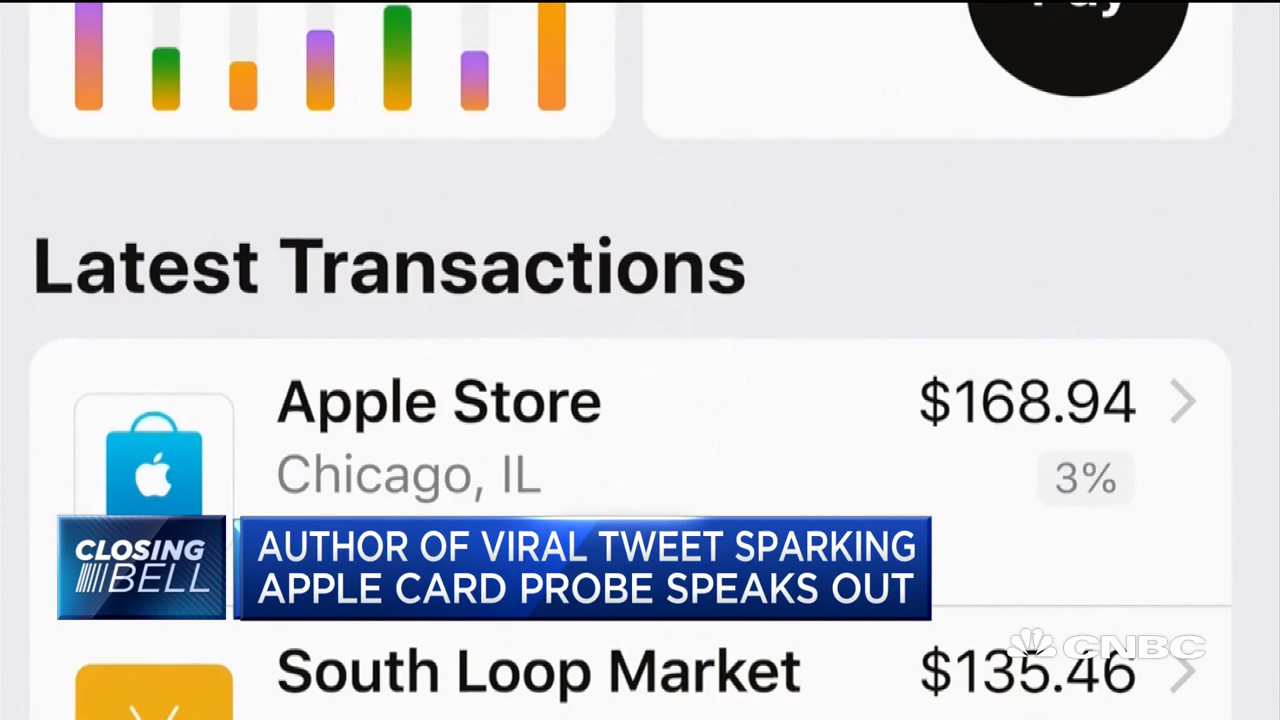 Latest Transactions
Apple Store
$168.94
Chicago, IL
3%
CLOSING
BELL
AUTHOR OF VIRAL TWEET SPARKING
APPLE CARD PROBE SPEAKS OUT
South Loop Market
$135.46
CNBC